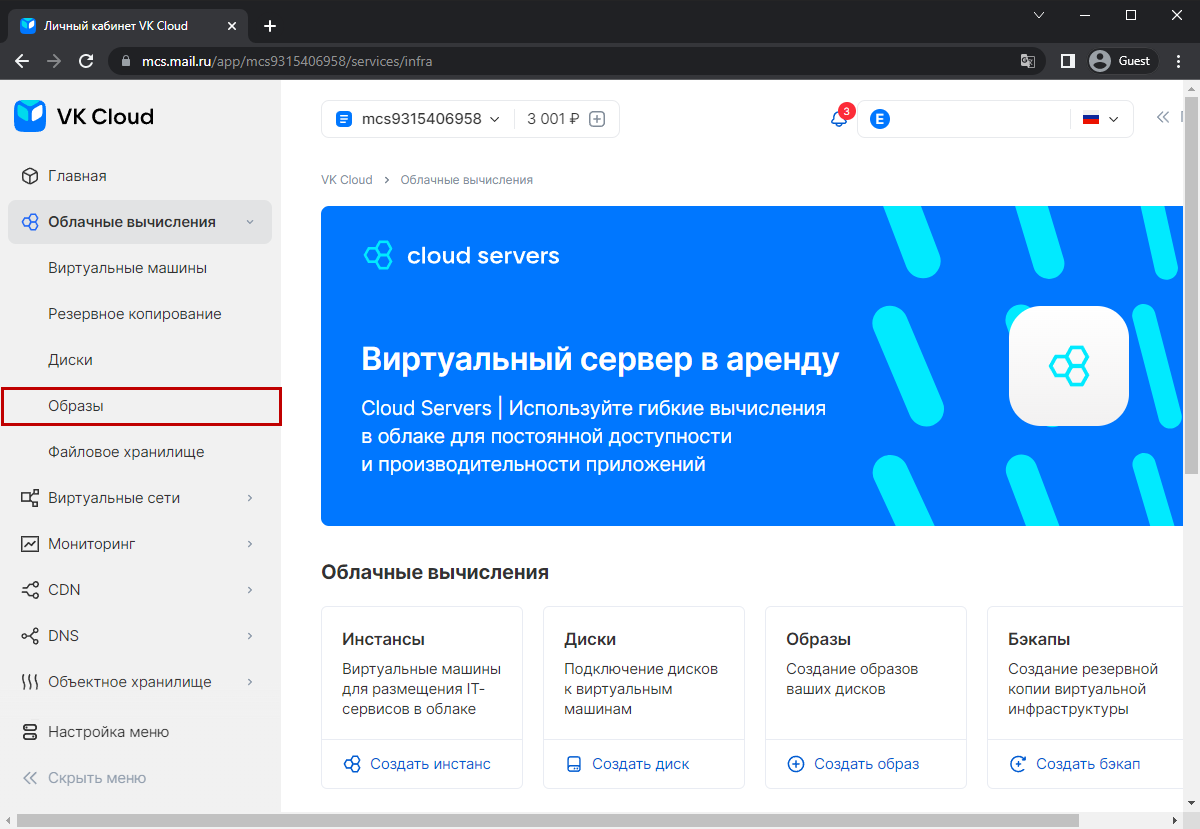 Личный кабинет VK Cloud
mcs.mail.ru/app/mcs9315406958/services/infra
Guest
VK Cloud
mcs9315406958
3 001 ₽
3
E
Главная
Облачные вычисления
Виртуальные машины
Резервное копирование
Диски
Образы
Файловое хранилище
Виртуальные сети
Мониторинг
CDN
DNS
Объектное хранилище
Настройка меню
Скрыть меню
VK Cloud > Облачные вычисления
cloud servers
Виртуальный сервер в аренду
Cloud Servers | Используйте гибкие вычисления
в облаке для постоянной доступности
и производительности приложений
Облачные вычисления
Инстансы
Виртуальные машины
для размещения IT-
сервисов в облаке
Создать инстанс
Диски
Подключение дисков
к виртуальным
машинам
Создать диск
Образы
Создание образов
ваших дисков
Создать образ
Бэкапы
Создание резервной
копии виртуальной
инфраструктуры
Создать бэкап